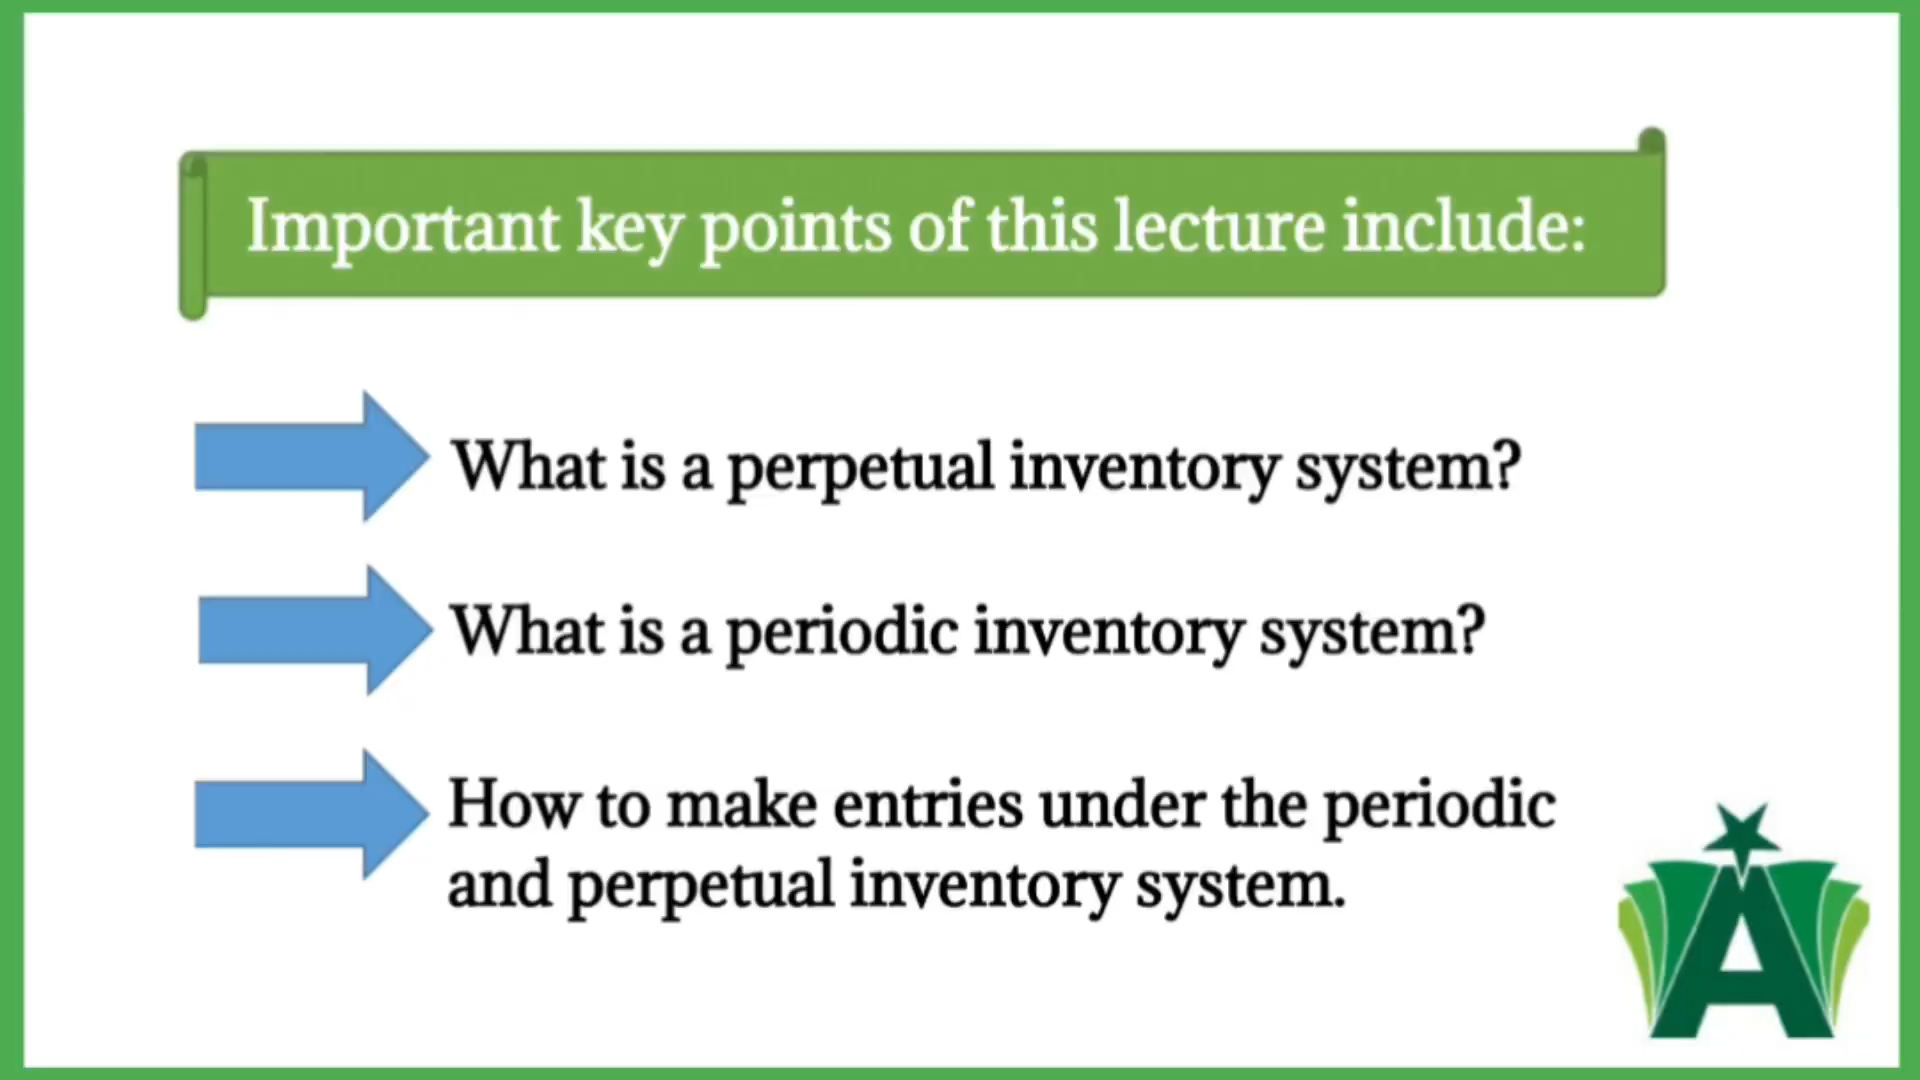 Important key points of this lecture include:
What is a perpetual inventory system?
What is a periodic inventory system?
How to make entries under the periodic
and perpetual inventory system.
A